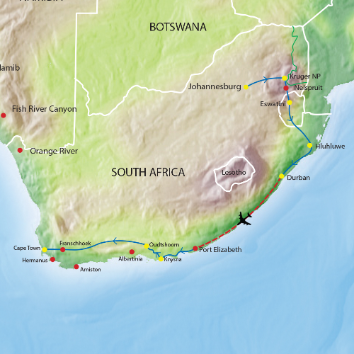 BOTSWANA
Kruger NP
Johannesburg
Nelspruit
Eswatini
Fish River Canyon
Hluhluwe
Orange River
SOUTH AFRICA
Lesotho
Durban
Franschhoek
Oudtshoorn
Cape Town
Port Elizabeth
Hermanus
Albertinia
Knysna
Arniston